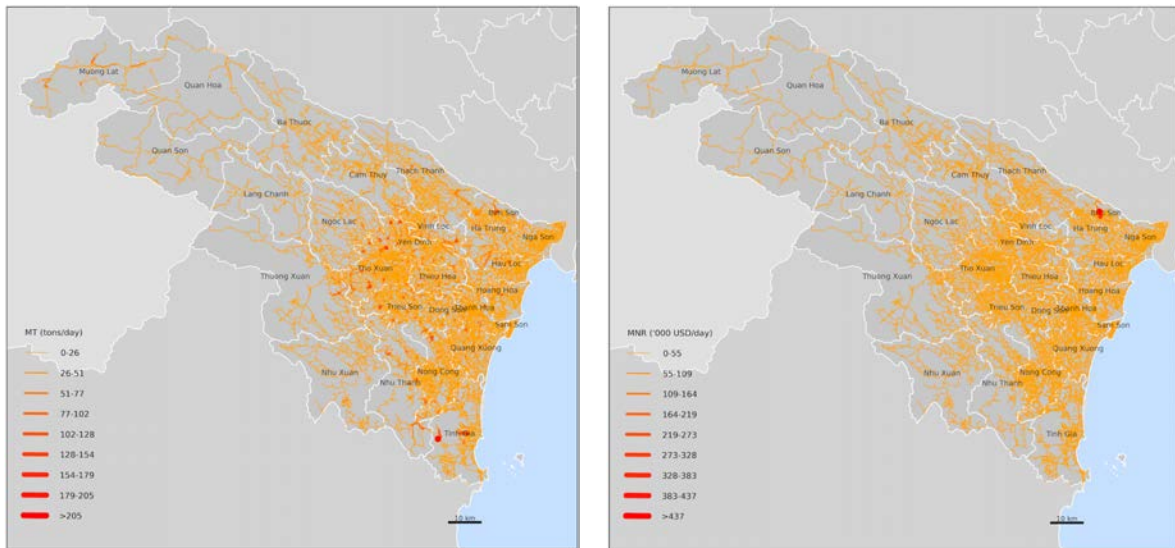 Muong Lat
Quan Hoa
Ba Thuoc
Quan Son
Cam Thuy
Thach Thanh
Lang Chanh
Ngoc Lac
Vinh Loc
Bim Son
Ha Trung
Nga Son
Yen Dinh
Tho Xuan
Thieu Hoa
Hau Loc
Thuong Xuan
Hoang Hoa
Trieu Son
Dong Son
Thanh Hoa
Sam Son
Quang Xuong
Nhu Xuan
Nhu Thanh
Nong Cong
Tinh Gia
MT (tons/day)
0-26
26-51
51-77
77-102
102-128
128-154
154-179
179-205
>205
10 km
Muong Lat
Quan Hoa
Ba Thuoc
Quan Son
Cam Thuy
Thach Thanh
Lang Chanh
Ngoc Lac
Vinh Loc
Bim Son
Ha Trung
Nga Son
Yen Dinh
Tho Xuan
Thieu Hoa
Hau Loc
Thuong Xuan
Hoang Hoa
Trieu Son
Dong Son
Thanh Hoa
Sam Son
Quang Xuong
Nhu Xuan
Nhu Thanh
Nong Cong
Tinh Gia
MNR ('000 USD/day)
0-55
55-109
109-164
164-219
219-273
273-328
328-383
383-437
>437
10 km